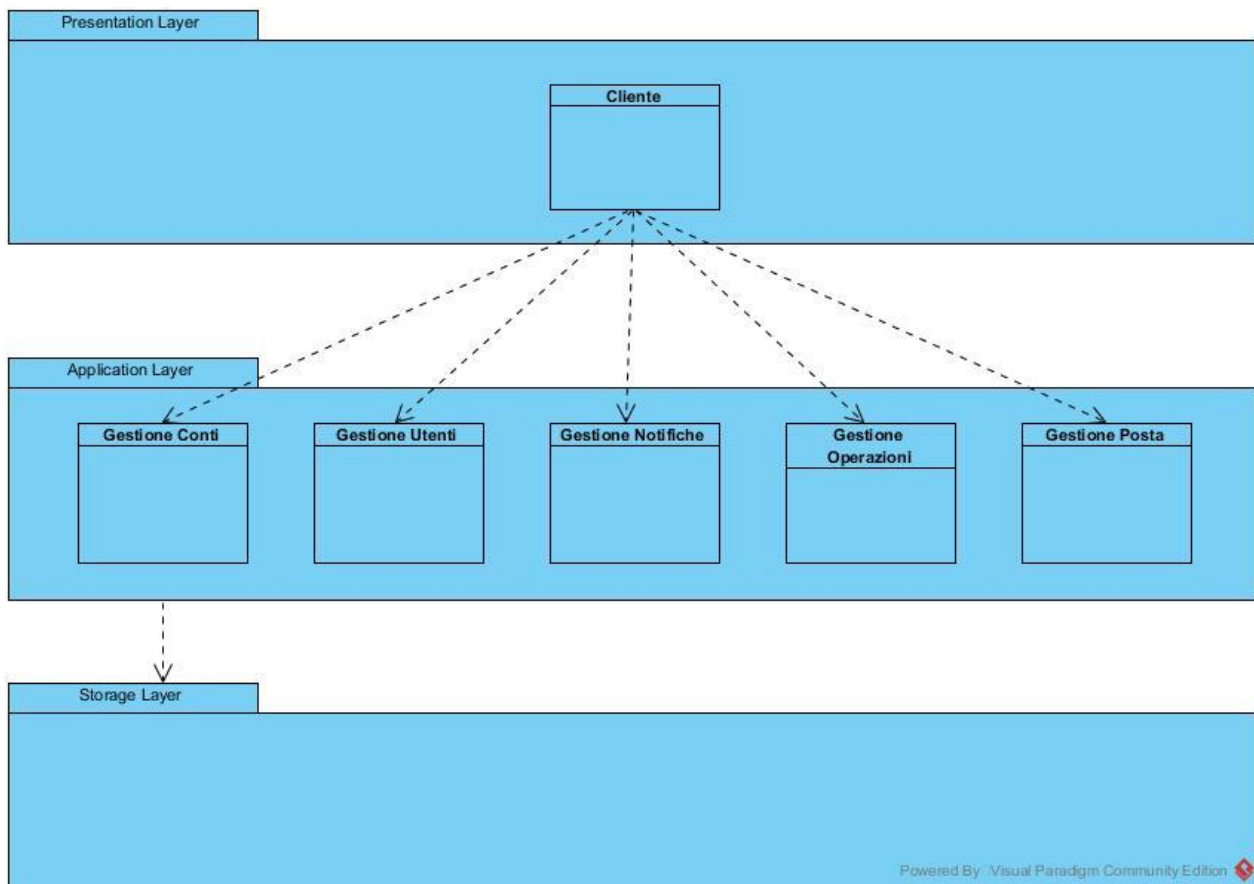 Presentation Layer
Cliente
Application Layer
Gestione Conti
Gestione Utenti
Gestione Notifiche
Gestione
Operazioni
Gestione Posta
Storage Layer
Powered By Visual Paradigm Community Edition